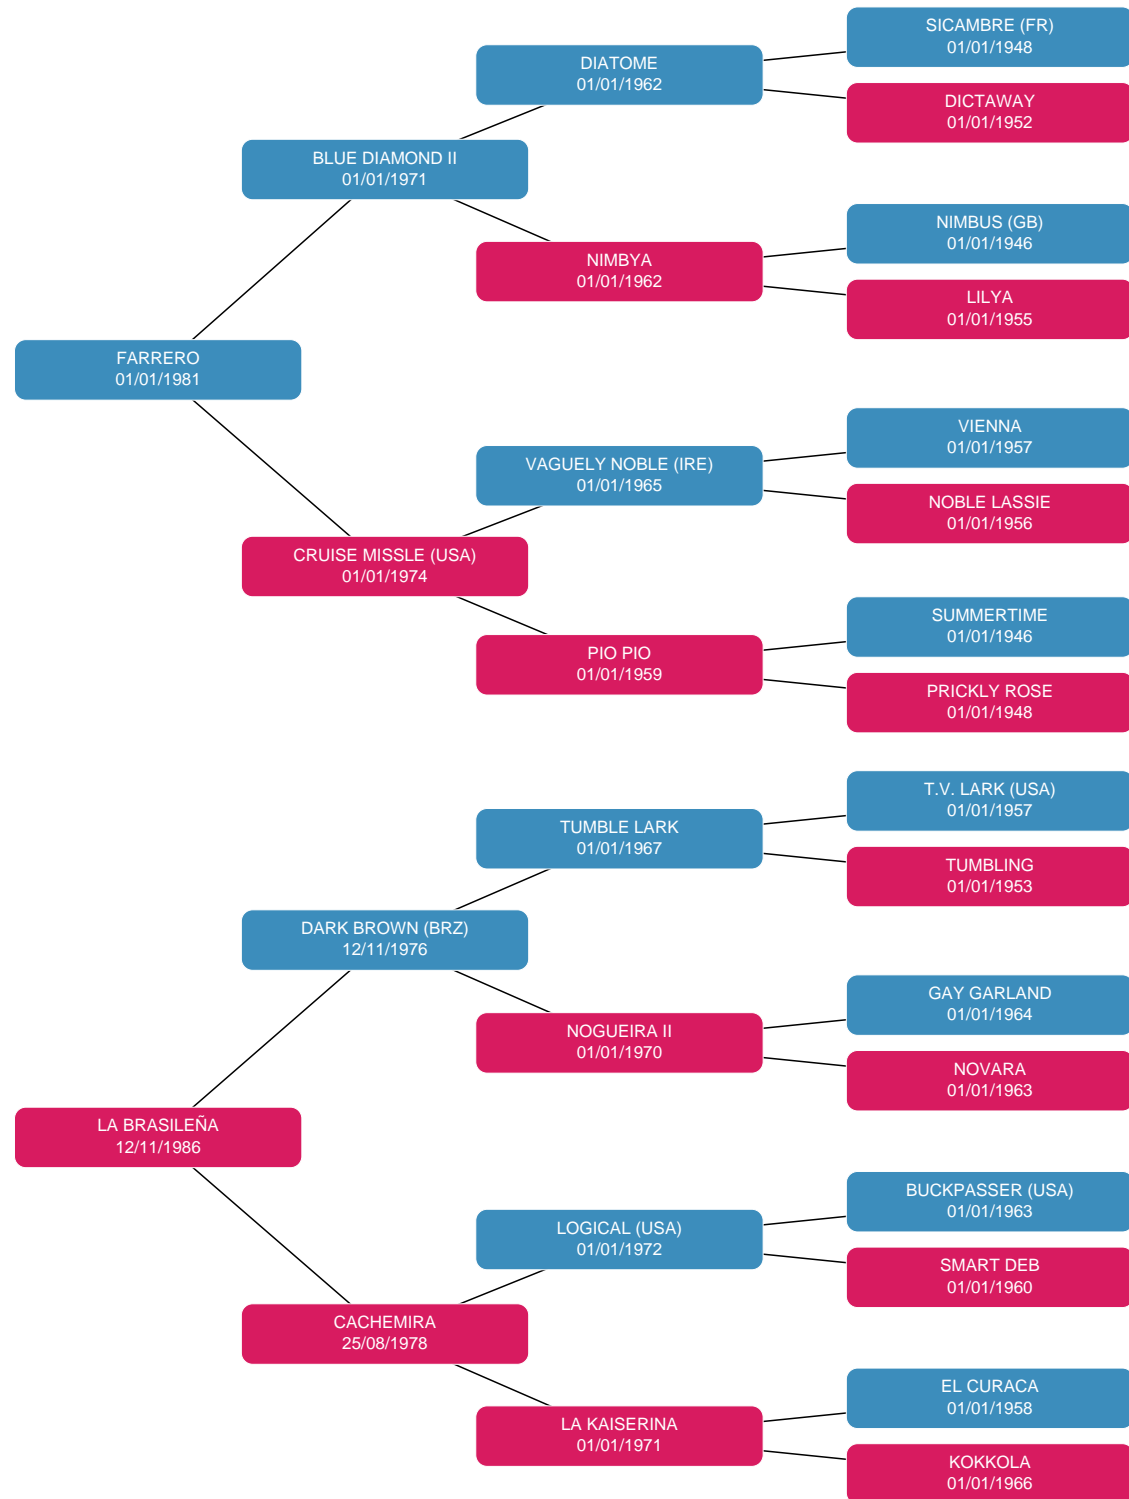 SICAMBRE (FR)
01/01/1948
DIATOME
01/01/1962
DICTAWAY
01/01/1952
BLUE DIAMOND II
01/01/1971
NIMBUS (GB)
01/01/1946
NIMBYA
01/01/1962
LILYA
01/01/1955
FARRERO
01/01/1981
VIENNA
01/01/1957
VAGUELY NOBLE (IRE)
01/01/1965
NOBLE LASSIE
01/01/1956
CRUISE MISSLE (USA)
01/01/1974
SUMMERTIME
01/01/1946
PIO PIO
01/01/1959
PRICKLY ROSE
01/01/1948
T.V. LARK (USA)
01/01/1957
TUMBLE LARK
01/01/1967
TUMBLING
01/01/1953
DARK BROWN (BRZ)
12/11/1976
GAY GARLAND
01/01/1964
NOGUEIRA II
01/01/1970
NOVARA
01/01/1963
LA BRASILEÑA
12/11/1986
BUCKPASSER (USA)
01/01/1963
LOGICAL (USA)
01/01/1972
SMART DEB
01/01/1960
CACHEMIRA
25/08/1978
EL CURACA
01/01/1958
LA KAISERINA
01/01/1971
KOKKOLA
01/01/1966